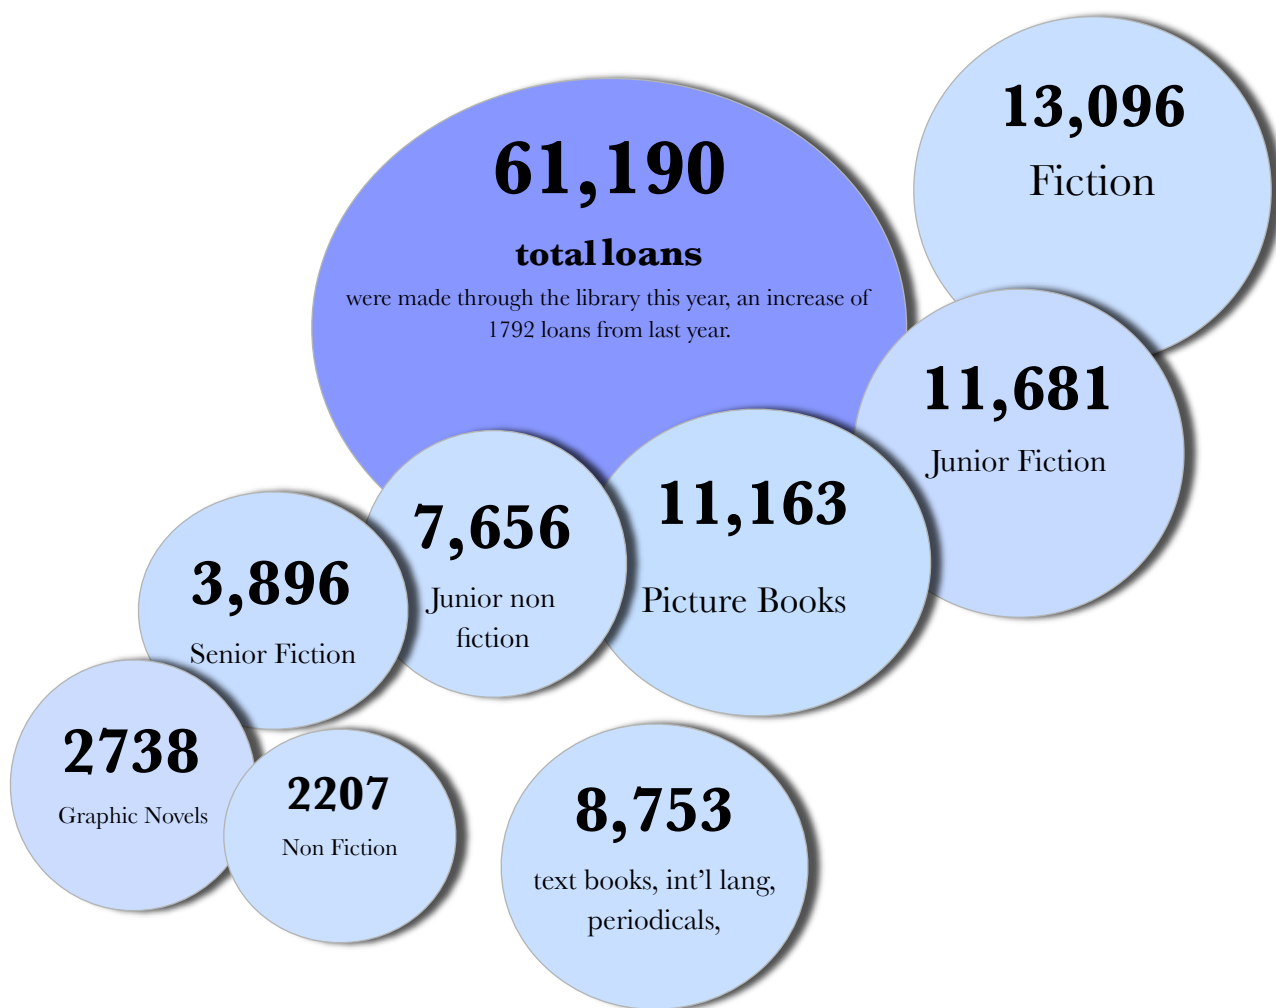 61,190
total loans
were made through the library this year, an increase of
1792 loans from last year.
13,096
Fiction
11,681
Junior Fiction
11,163
Picture Books
7,656
Junior non
fiction
3,896
Senior Fiction
2738
Graphic Novels
2207
Non Fiction
8,753
text books, int'l lang,
periodicals,